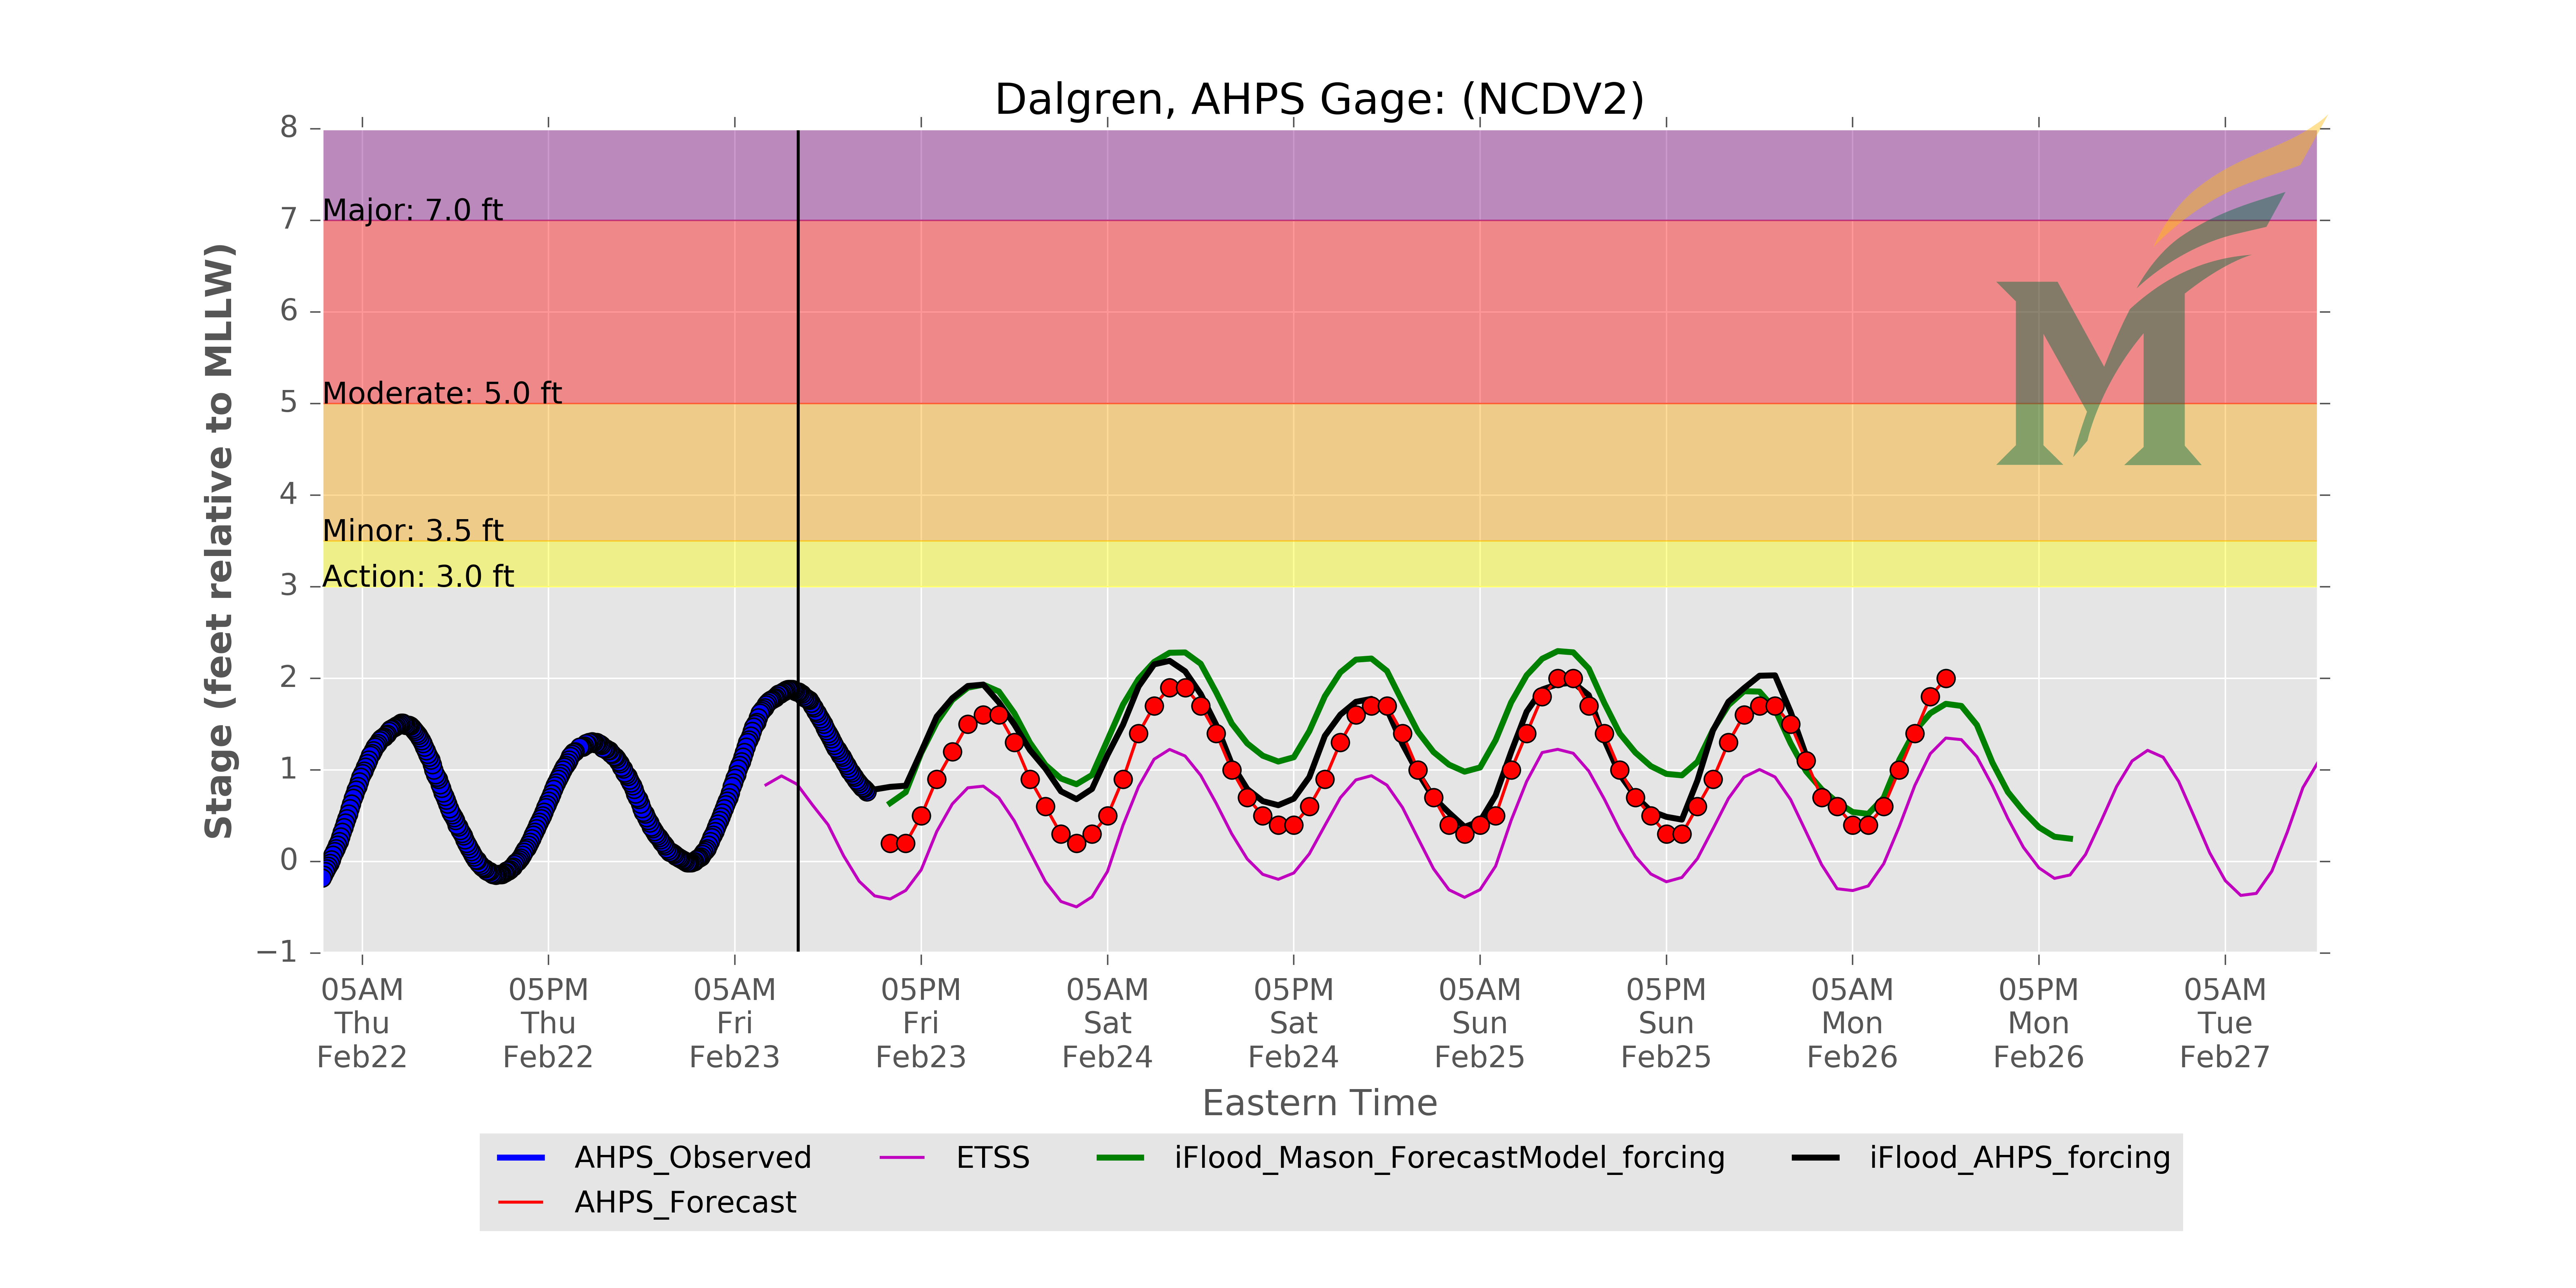 Dalgren, AHPS Gage: (NCDV2)
8
7
6
5
4
3
2
1
0
−1
Stage (feet relative to MLLW)
Major: 7.0 ft
Moderate: 5.0 ft
Minor: 3.5 ft
Action: 3.0 ft
M
05AM 05PM 05AM 05PM 05AM 05PM 05AM 05PM 05AM 05PM 05AM
Thu Thu Fri Fri Sat Sat Sun Sun Mon Mon Tue
Feb22 Feb22 Feb23 Feb23 Feb24 Feb24 Feb25 Feb25 Feb26 Feb26 Feb27
Eastern Time
AHPS_Observed ETSS iFlood_Mason_ForecastModel_forcing iFlood_AHPS_forcing
AHPS_Forecast